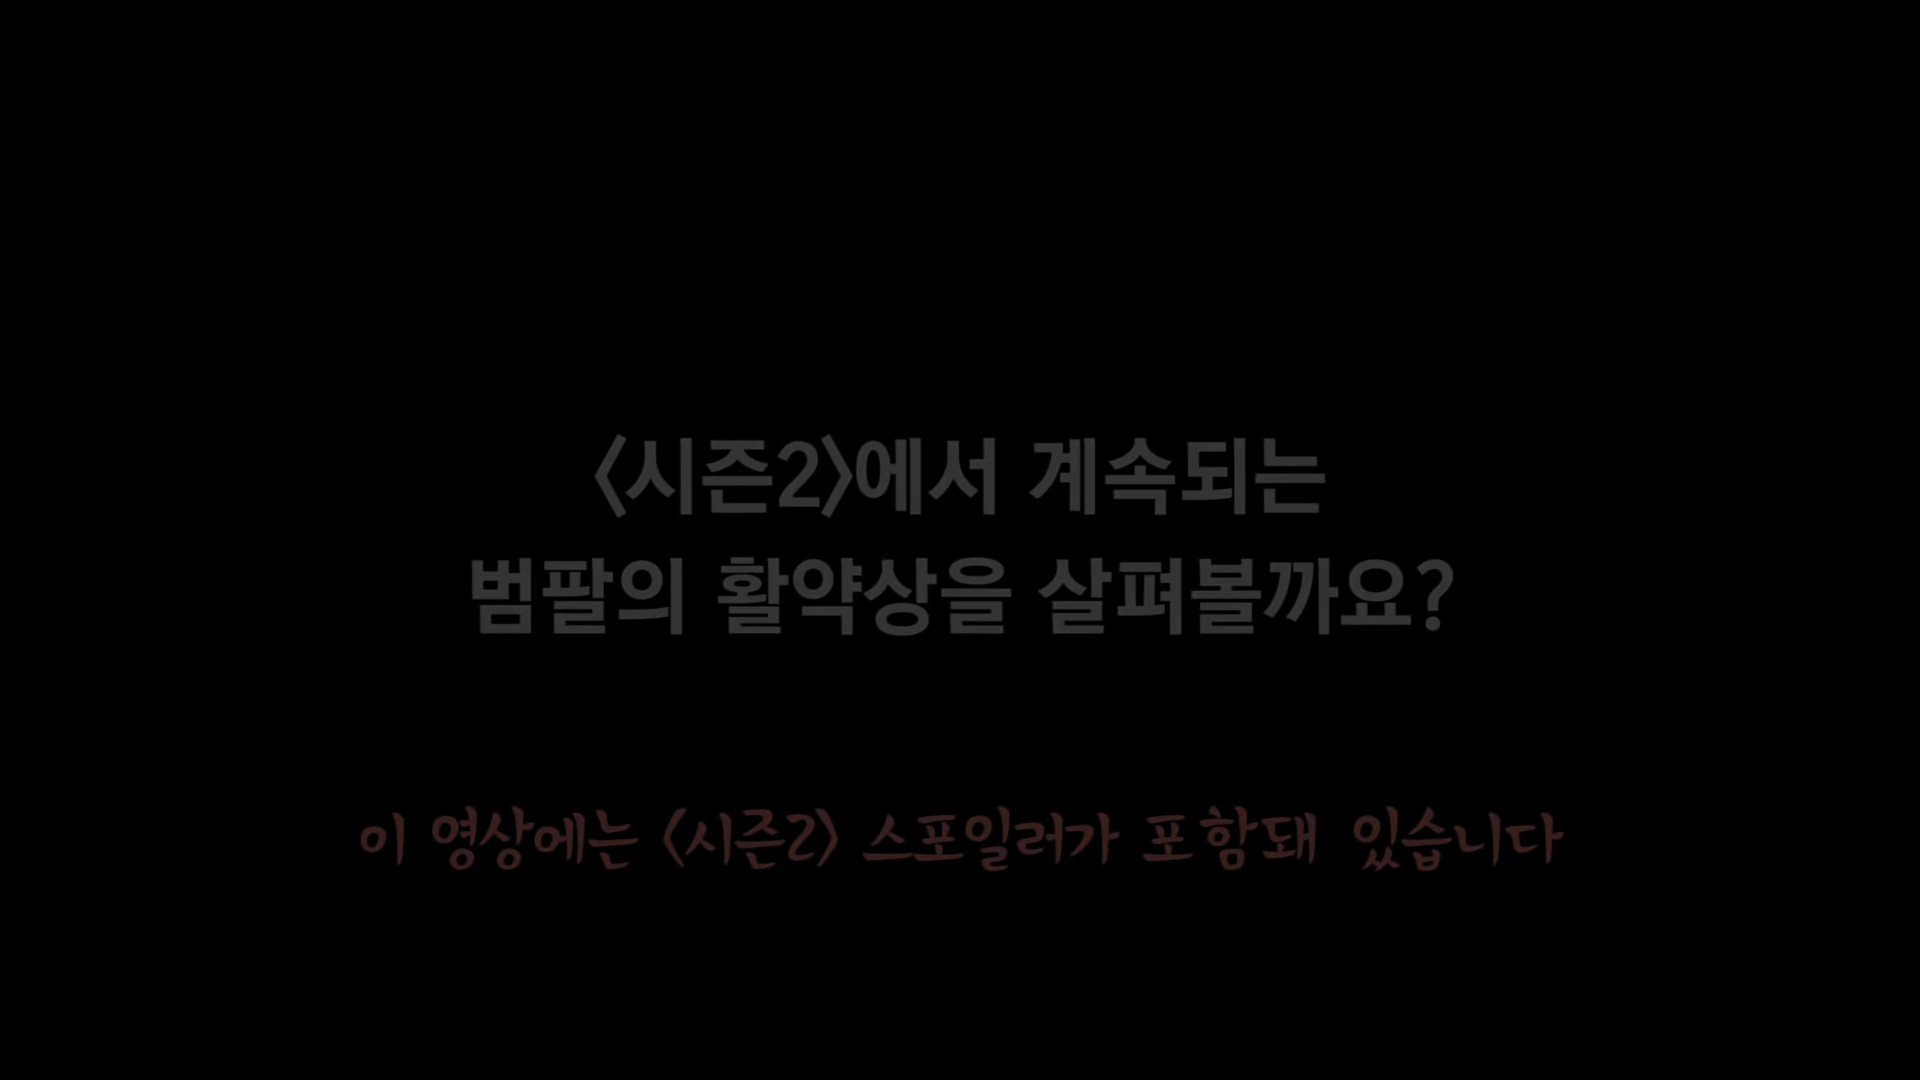 〈시즌2〉에서 계속되는
범팔의 활약상을 살펴볼까요?
이 영상에는 〈시즌2〉 스포일러가 포함돼 있습니다